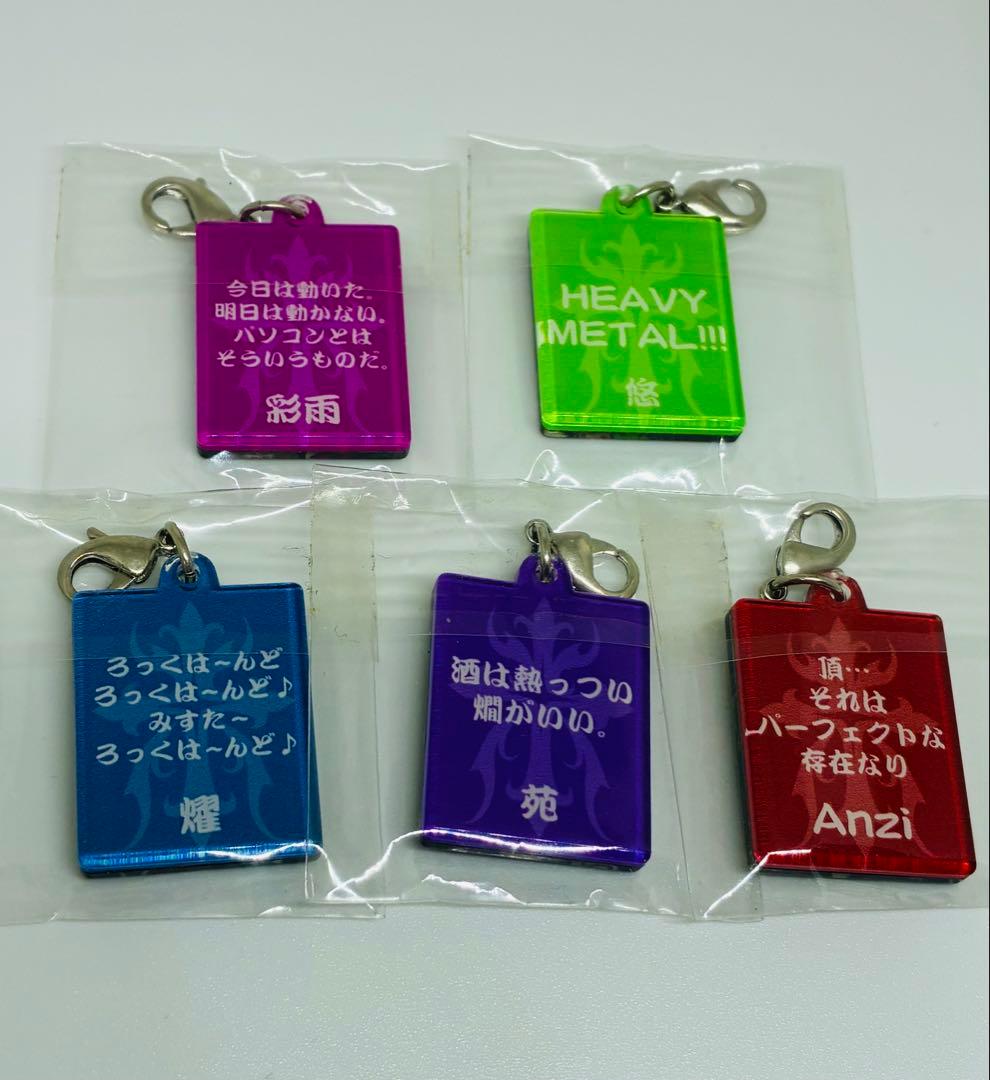 今日は動いた。
明日は動かない。
パソコンとは
そういうものだ。
彩雨
HEAVY
METAL!!!
悠
ろっくは～んど
ろっくは～んど♪
みすた～
ろっくは～んど♪
燿
酒は熱っつい
燗がいい。
苑
頂…
それは
パーフェクトな
存在なり
Anzi